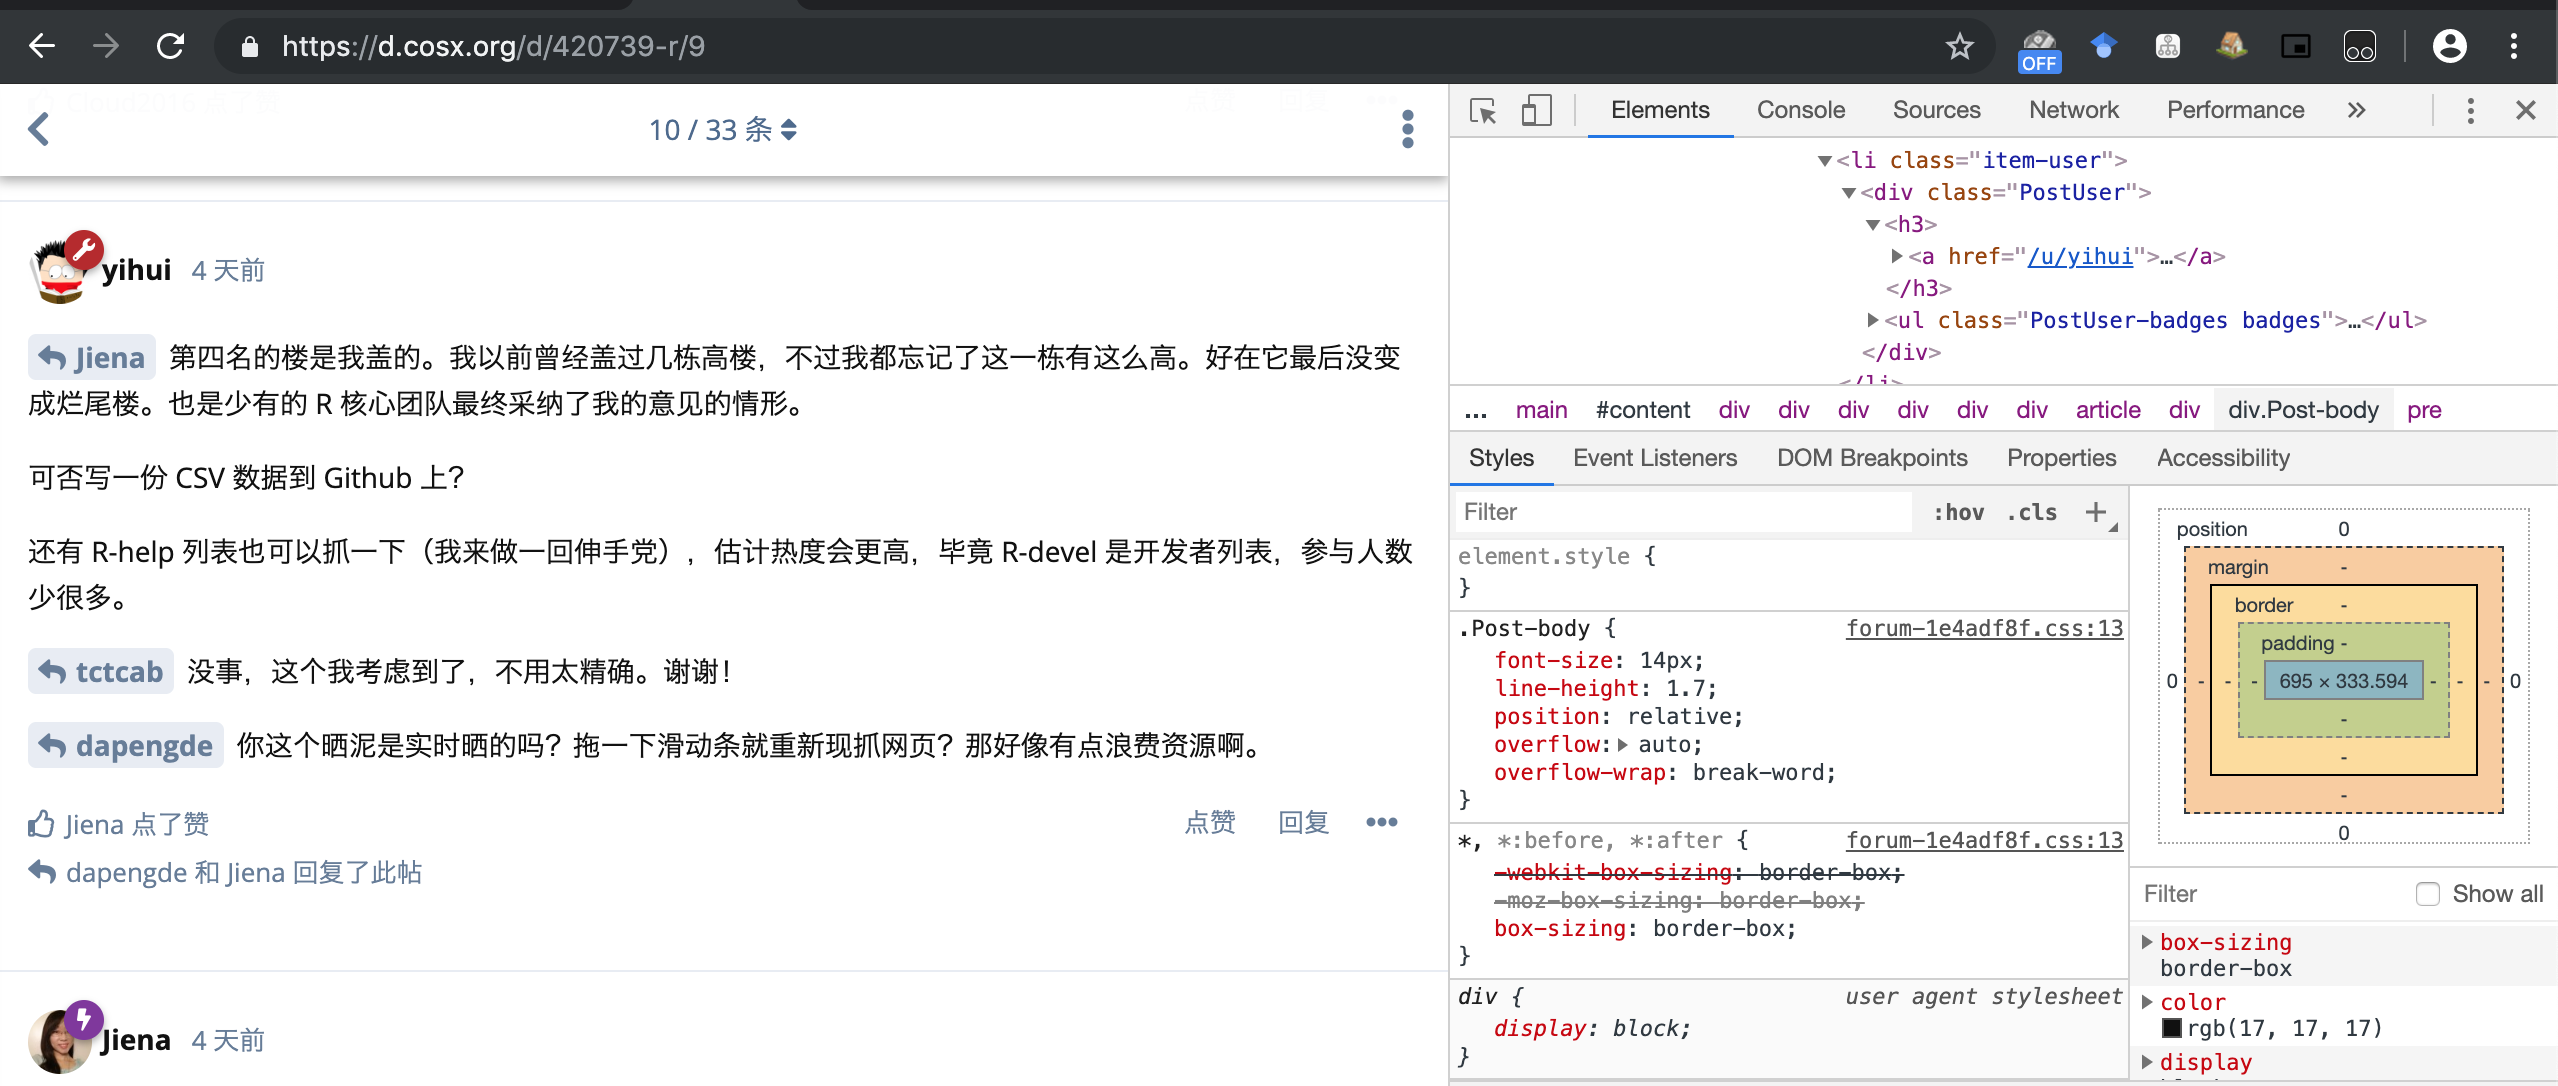 https://d.cosx.org/d/420739-r/9
OFF
Cloud2016 点了赞
点赞 回复
10 / 33 条
yihui 4 天前
Jiena 第四名的楼是我盖的。我以前曾经盖过几栋高楼，不过我都忘记了这一栋有这么高。好在它最后没变
成烂尾楼。也是少有的 R 核心团队最终采纳了我的意见的情形。
可否写一份 CSV 数据到 Github 上？
还有 R-help 列表也可以抓一下（我来做一回伸手党），估计热度会更高，毕竟 R-devel 是开发者列表，参与人数
少很多。
tctcab 没事，这个我考虑到了，不用太精确。谢谢！
dapengde 你这个晒泥是实时晒的吗？拖一下滑动条就重新现抓网页？那好像有点浪费资源啊。
Jiena 点了赞
点赞 回复 •••
dapengde 和 Jiena 回复了此帖
Jiena 4 天前
Elements Console Sources Network Performance »
▼<li class="item-user">
▼<div class="PostUser">
▼<h3>
▶<a href="/u/yihui">…</a>
</h3>
▶<ul class="PostUser-badges badges">…</ul>
</div>
</li>
... main #content div div div div div div article div div.Post-body pre
Styles Event Listeners DOM Breakpoints Properties Accessibility
Filter :hov .cls +
element.style {
}
.Post-body { forum-1e4adf8f.css:13
font-size: 14px;
line-height: 1.7;
position: relative;
overflow:▶ auto;
overflow-wrap: break-word;
}
*, *:before, *:after { forum-1e4adf8f.css:13
-webkit-box-sizing: border-box;
-moz-box-sizing: border-box;
box-sizing: border-box;
}
div { user agent stylesheet
display: block;
}
position 0
margin -
border -
padding -
0 - - - 695 × 333.594 - - - 0
-
-
-
0
Filter Show all
▶ box-sizing
border-box
▶ color
rgb(17, 17, 17)
▶ display